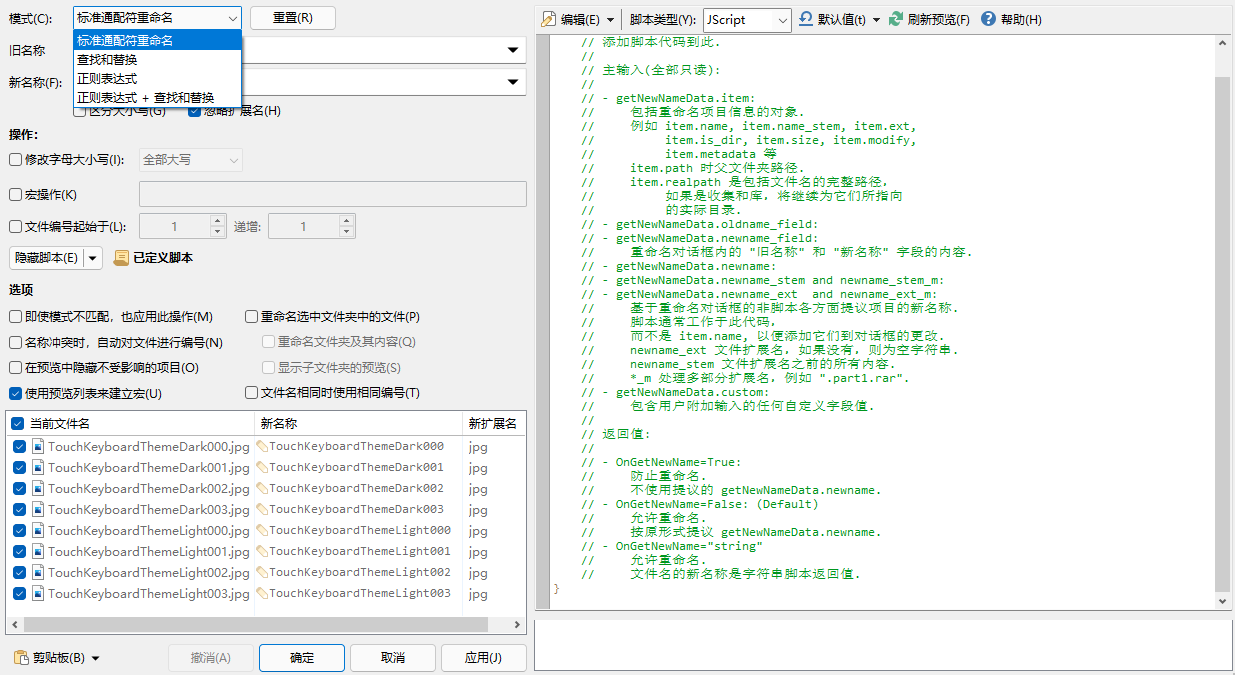 模式(C): 标准通配符重命名 重置(R)
标准通配符重命名
查找和替换
正则表达式
正则表达式 + 查找和替换
旧名称
新名称(F):
区分大小写(G) 忽略扩展名(H)
操作:
修改字母大小写(I): 全部大写
宏操作(K)
文件编号起始于(L): 1 递增: 1
隐藏脚本(E) 已定义脚本
选项
即使模式不匹配，也应用此操作(M) 重命名选中文件夹中的文件(P)
名称冲突时，自动对文件进行编号(N) 重命名文件夹及其内容(Q)
在预览中隐藏不受影响的项目(O) 显示子文件夹的预览(S)
使用预览列表来建立宏(U) 文件名相同时使用相同编号(T)
当前文件名 新名称 新扩展名
TouchKeyboardThemeDark000.jpg TouchKeyboardThemeDark000 jpg
TouchKeyboardThemeDark001.jpg TouchKeyboardThemeDark001 jpg
TouchKeyboardThemeDark002.jpg TouchKeyboardThemeDark002 jpg
TouchKeyboardThemeDark003.jpg TouchKeyboardThemeDark003 jpg
TouchKeyboardThemeLight000.jpg TouchKeyboardThemeLight000 jpg
TouchKeyboardThemeLight001.jpg TouchKeyboardThemeLight001 jpg
TouchKeyboardThemeLight002.jpg TouchKeyboardThemeLight002 jpg
TouchKeyboardThemeLight003.jpg TouchKeyboardThemeLight003 jpg
剪贴板(B) 撤消(A) 确定 取消 应用(J)
编辑(E) 脚本类型(Y): JScript 默认值(t) 刷新预览(F) 帮助(H)
// 添加脚本代码到此.
//
// 主输入(全部只读):
//
// - getNewNameData.item:
// 包括重命名项目信息的对象.
// 例如 item.name, item.name_stem, item.ext,
// item.is_dir, item.size, item.modify,
// item.metadata 等
// item.path 时父文件夹路径.
// item.realpath 是包括文件名的完整路径,
// 如果是收集和库, 将继续为它们所指向
// 的实际目录.
// - getNewNameData.oldname_field:
// - getNewNameData.newname_field:
// 重命名对话框内的 "旧名称" 和 "新名称" 字段的内容.
// - getNewNameData.newname:
// - getNewNameData.newname_stem and newname_stem_m:
// - getNewNameData.newname_ext and newname_ext_m:
// 基于重命名对话框的非脚本各方面提议项目的新名称.
// 脚本通常工作于此代码,
// 而不是 item.name, 以便添加它们到对话框的更改.
// newname_ext 文件扩展名, 如果没有, 则为空字符串.
// newname_stem 文件扩展名之前的所有内容.
// *_m 处理多部分扩展名, 例如 ".part1.rar".
// - getNewNameData.custom:
// 包含用户附加输入的任何自定义字段值.
//
// 返回值:
//
// - OnGetNewName=True:
// 防止重命名.
// 不使用提议的 getNewNameData.newname.
// - OnGetNewName=False: (Default)
// 允许重命名.
// 按原形式提议 getNewNameData.newname.
// - OnGetNewName="string"
// 允许重命名.
// 文件名的新名称是字符串脚本返回值.
}